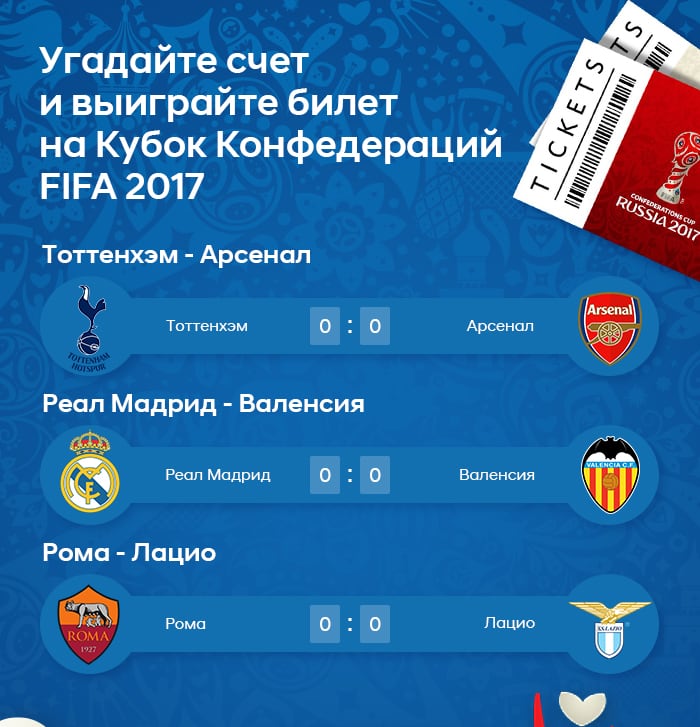 Угадайте счет
и выиграйте билет
на Кубок Конфедераций
FIFA 2017
TICKETS
TICKETS
FIFA
CONFEDERATIONS CUP
RUSSIA 2017
Тоттенхэм - Арсенал
TOTTENHAM
HOTSPUR
Тоттенхэм 0 : 0 Арсенал
Arsenal
Реал Мадрид - Валенсия
Реал Мадрид 0 : 0 Валенсия
VALENCIA C.F.
Рома - Лацио
ROMA
1927
Рома 0 : 0 Лацио
S.S.LAZIO